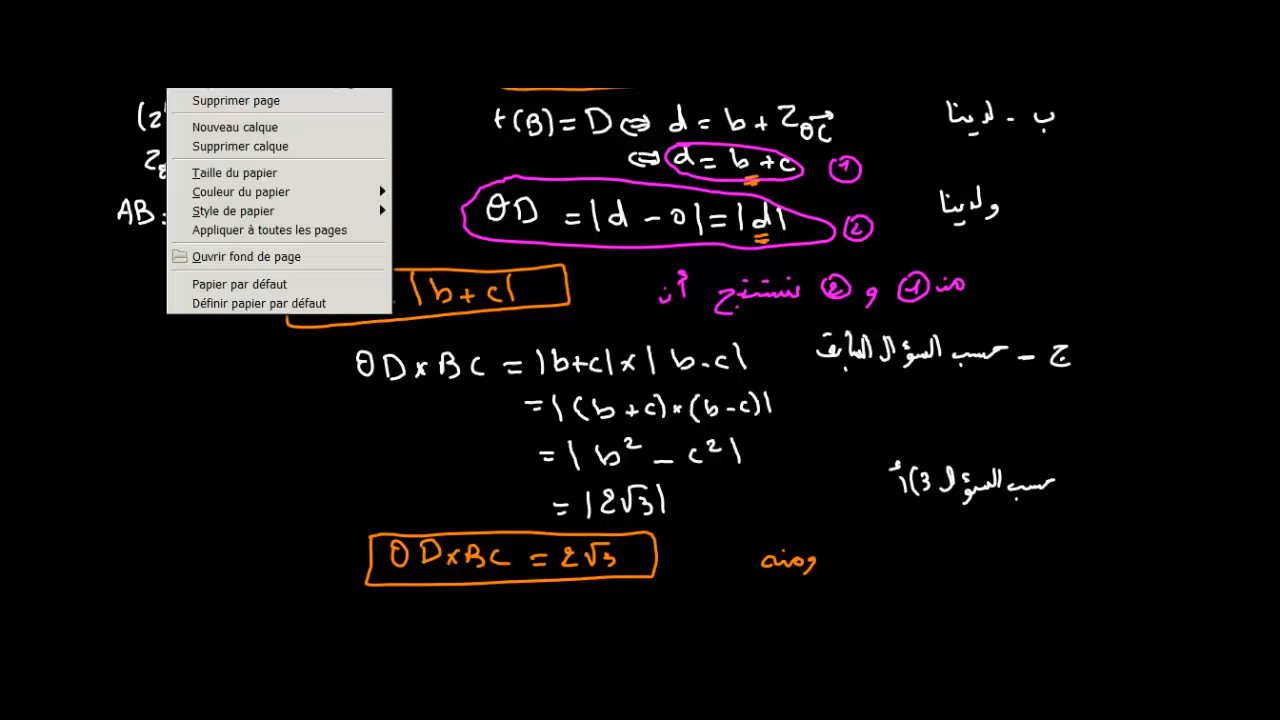 Supprimer page
Nouveau calque
Supprimer calque
Taille du papier
Couleur du papier
Style de papier
Appliquer à toutes les pages
Ouvrir fond de page
Papier par défaut
Définir papier par défaut
AB =
ب - لدينا t(B) = D ⇔ d = b + Z_OC→
⇔ d = b + c ①
ولدينا OD = |d - 0| = |d| ②
من ① و ② نستنتج أن
|b + c|
ج - حسب السؤال السابق OD × BC = |b+c| × |b-c|
= |(b+c)×(b-c)|
= |b² - c²|
حسب السؤال 3)أ = |2√3|
ومنه OD×BC = 2√3